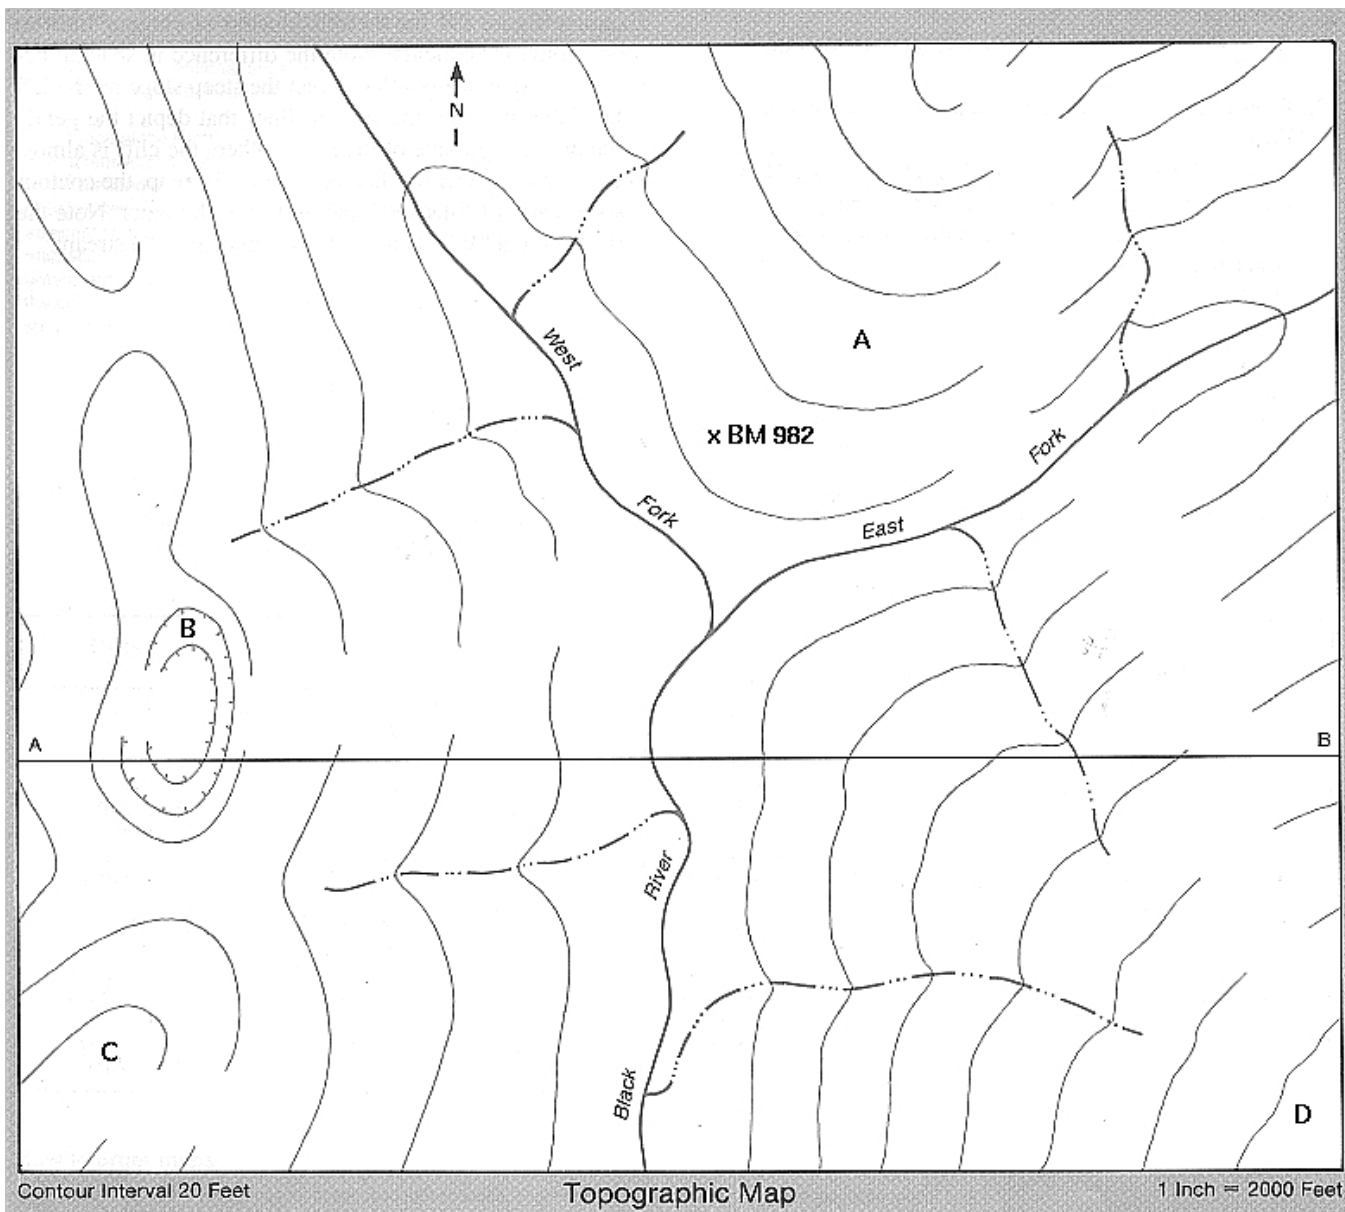 N
West
A
x BM 982
Fork
Fork
East
B
A
B
River
C
Black
D
Contour Interval 20 Feet
Topographic Map
1 Inch = 2000 Feet